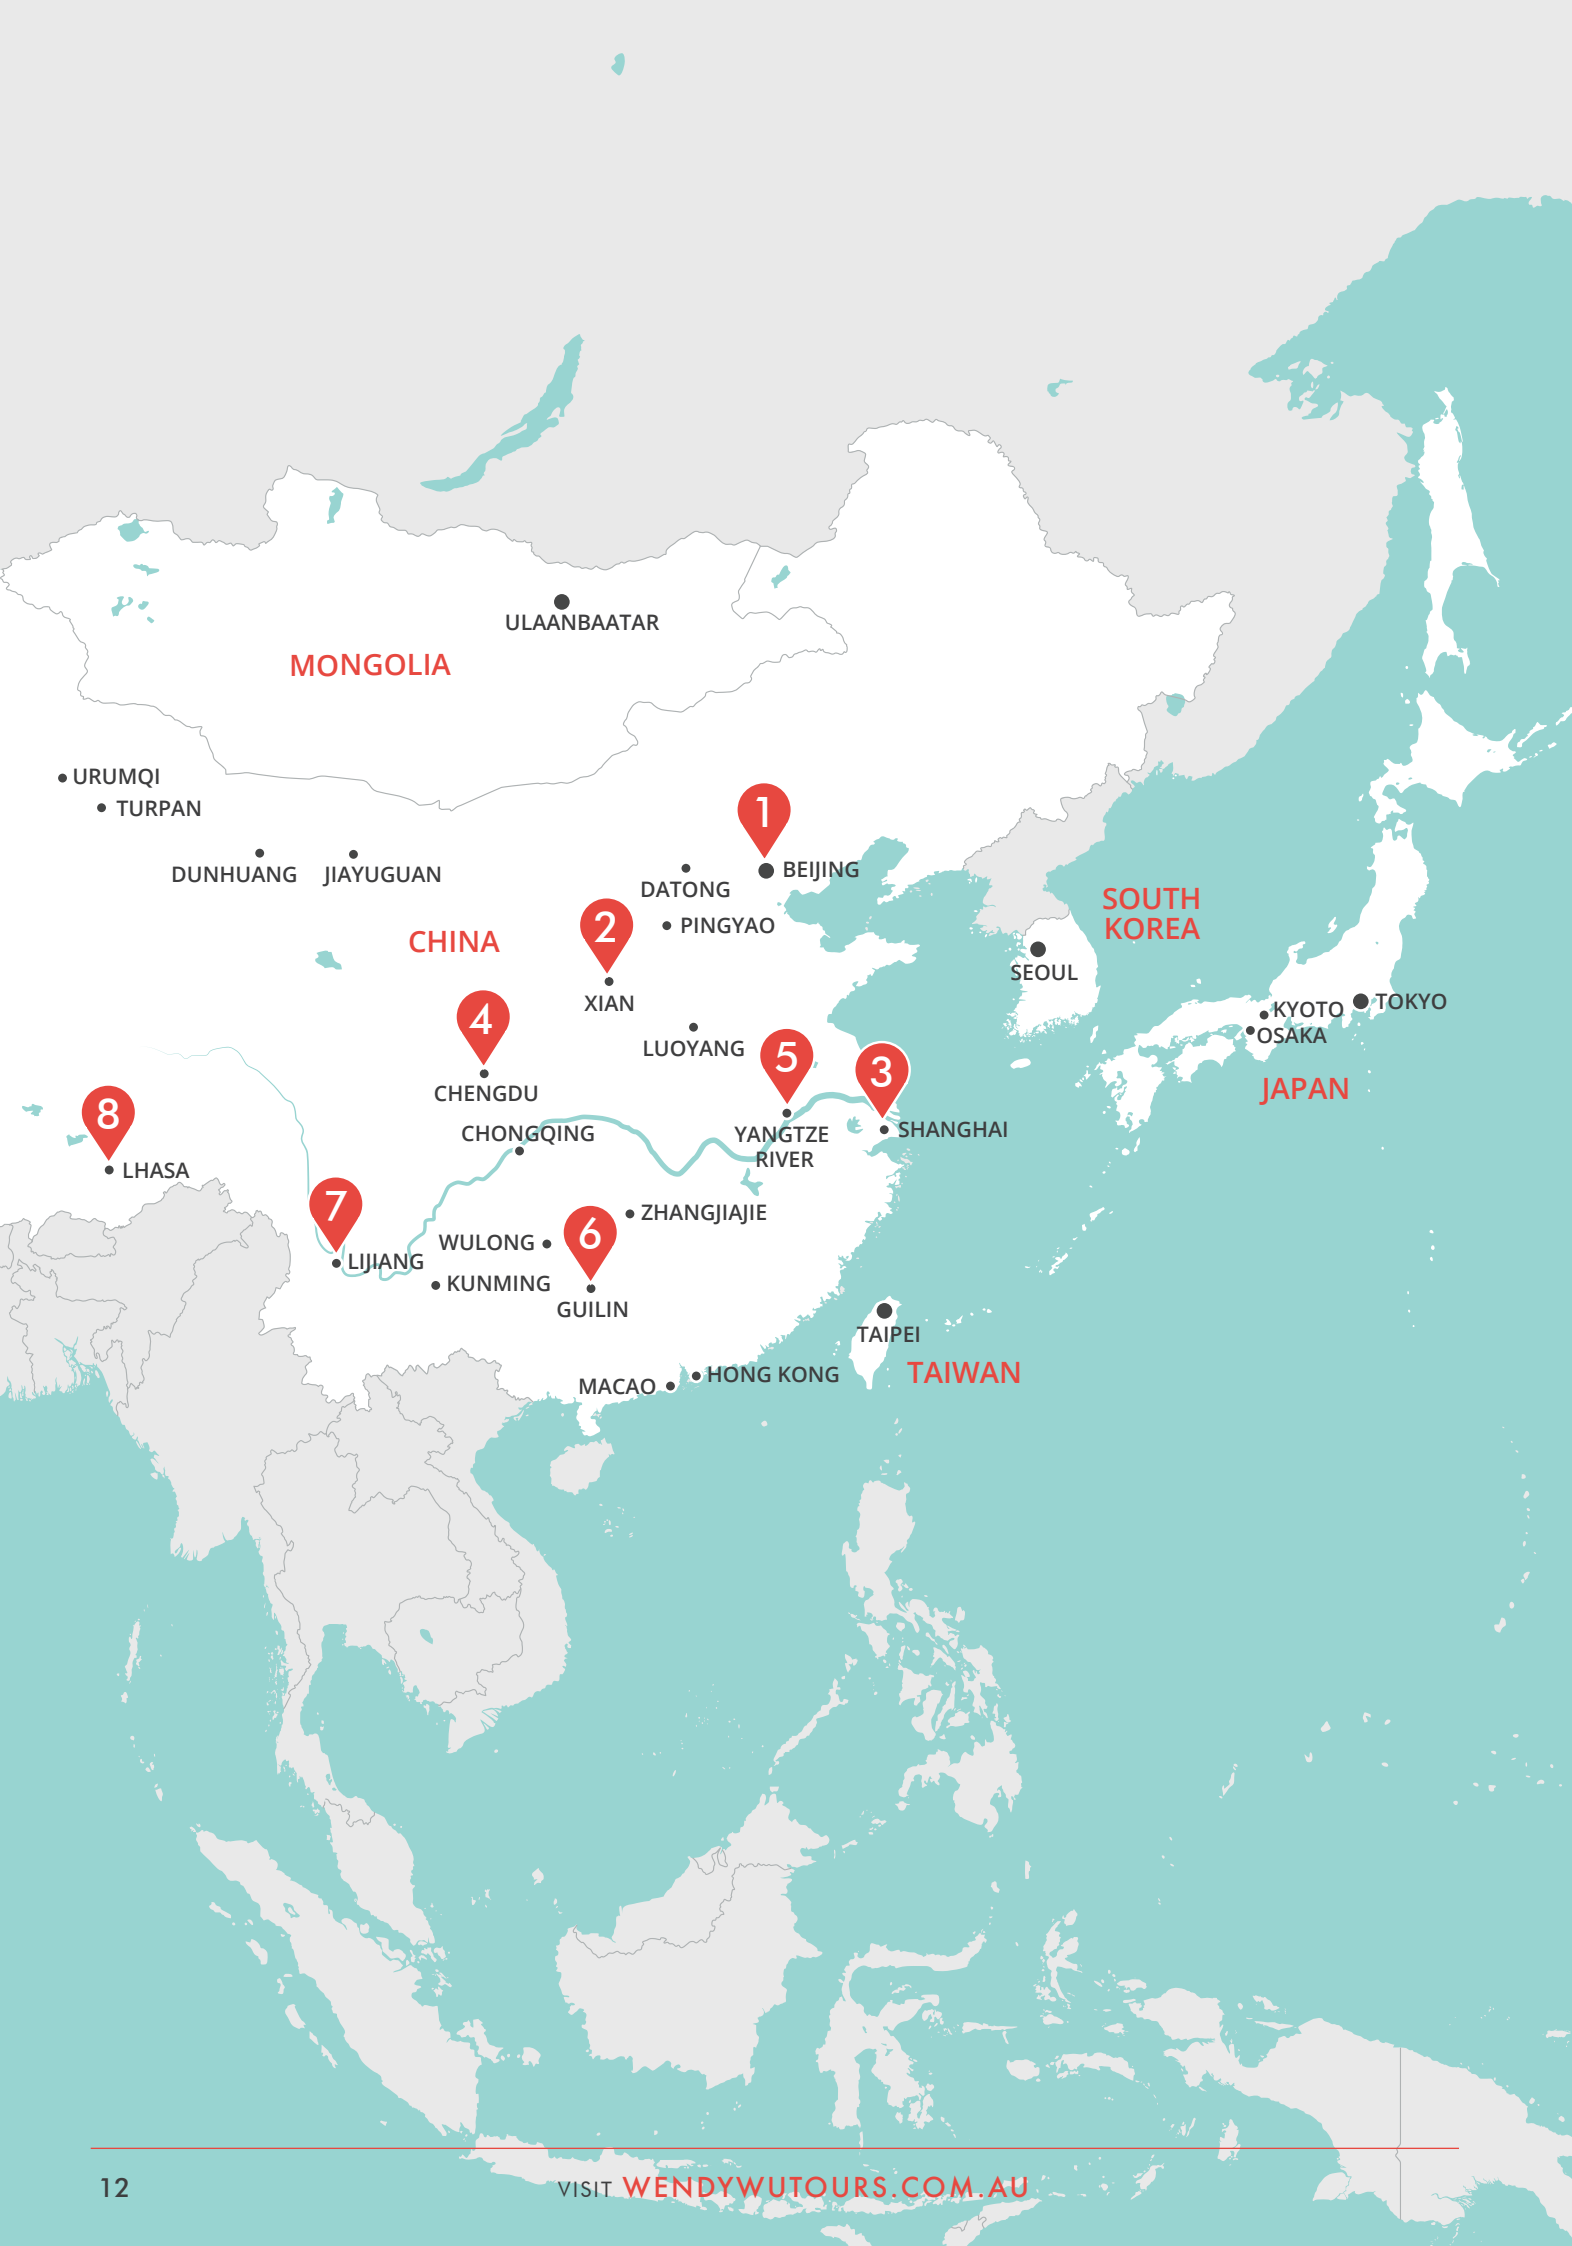 ULAANBAATAR
MONGOLIA
URUMQI
TURPAN
1
DUNHUANG
JIAYUGUAN
BEIJING
DATONG
SOUTH
KOREA
2
PINGYAO
CHINA
SEOUL
XIAN
KYOTO
TOKYO
4
OSAKA
LUOYANG
5
3
JAPAN
CHENGDU
8
CHONGQING
YANGTZE
RIVER
SHANGHAI
LHASA
7
ZHANGJIAJIE
6
WULONG
LIJIANG
KUNMING
GUILIN
TAIPEI
TAIWAN
HONG KONG
MACAO
12
VISIT WENDYWUTOURS.COM.AU